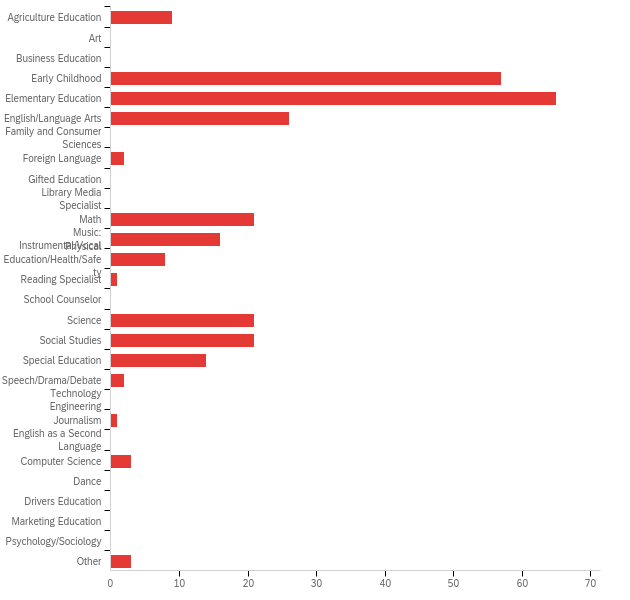 Agriculture Education
Art
Business Education
Early Childhood
Elementary Education
English/Language Arts
Family and Consumer
Sciences
Foreign Language
Gifted Education
Library Media
Specialist
Math
Music:
Instrumental/Vocal
Physical
Education/Health/Safe
ty
Reading Specialist
School Counselor
Science
Social Studies
Special Education
Speech/Drama/Debate
Technology
Engineering
Journalism
English as a Second
Language
Computer Science
Dance
Drivers Education
Marketing Education
Psychology/Sociology
Other
0 10 20 30 40 50 60 70